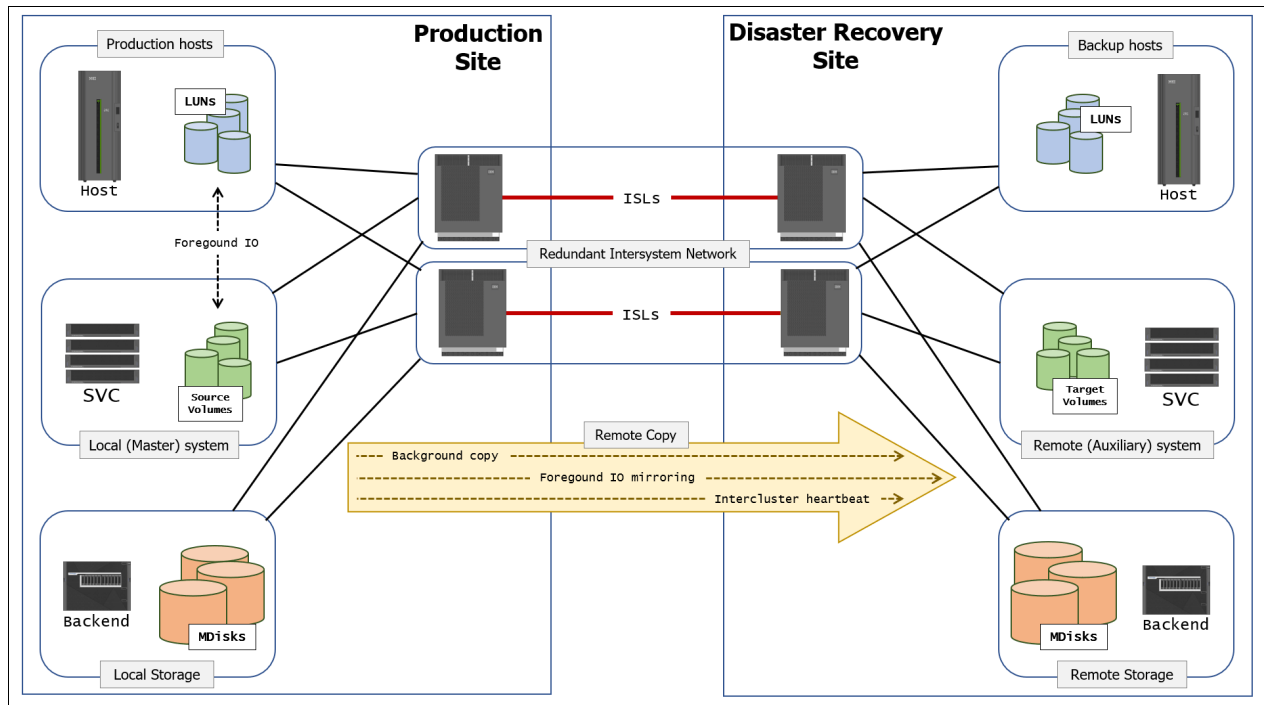 Production
Site
Disaster Recovery
Site
Production hosts
LUNs
Host
Foregound IO
SVC
Source
Volumes
Local (Master) system
Backend
MDisks
Local Storage
ISLs
Redundant Intersystem Network
ISLs
Remote Copy
Background copy
Foregound IO mirroring
Intercluster heartbeat
Backup hosts
LUNs
Host
Target
Volumes
SVC
Remote (Auxiliary) system
MDisks
Backend
Remote Storage